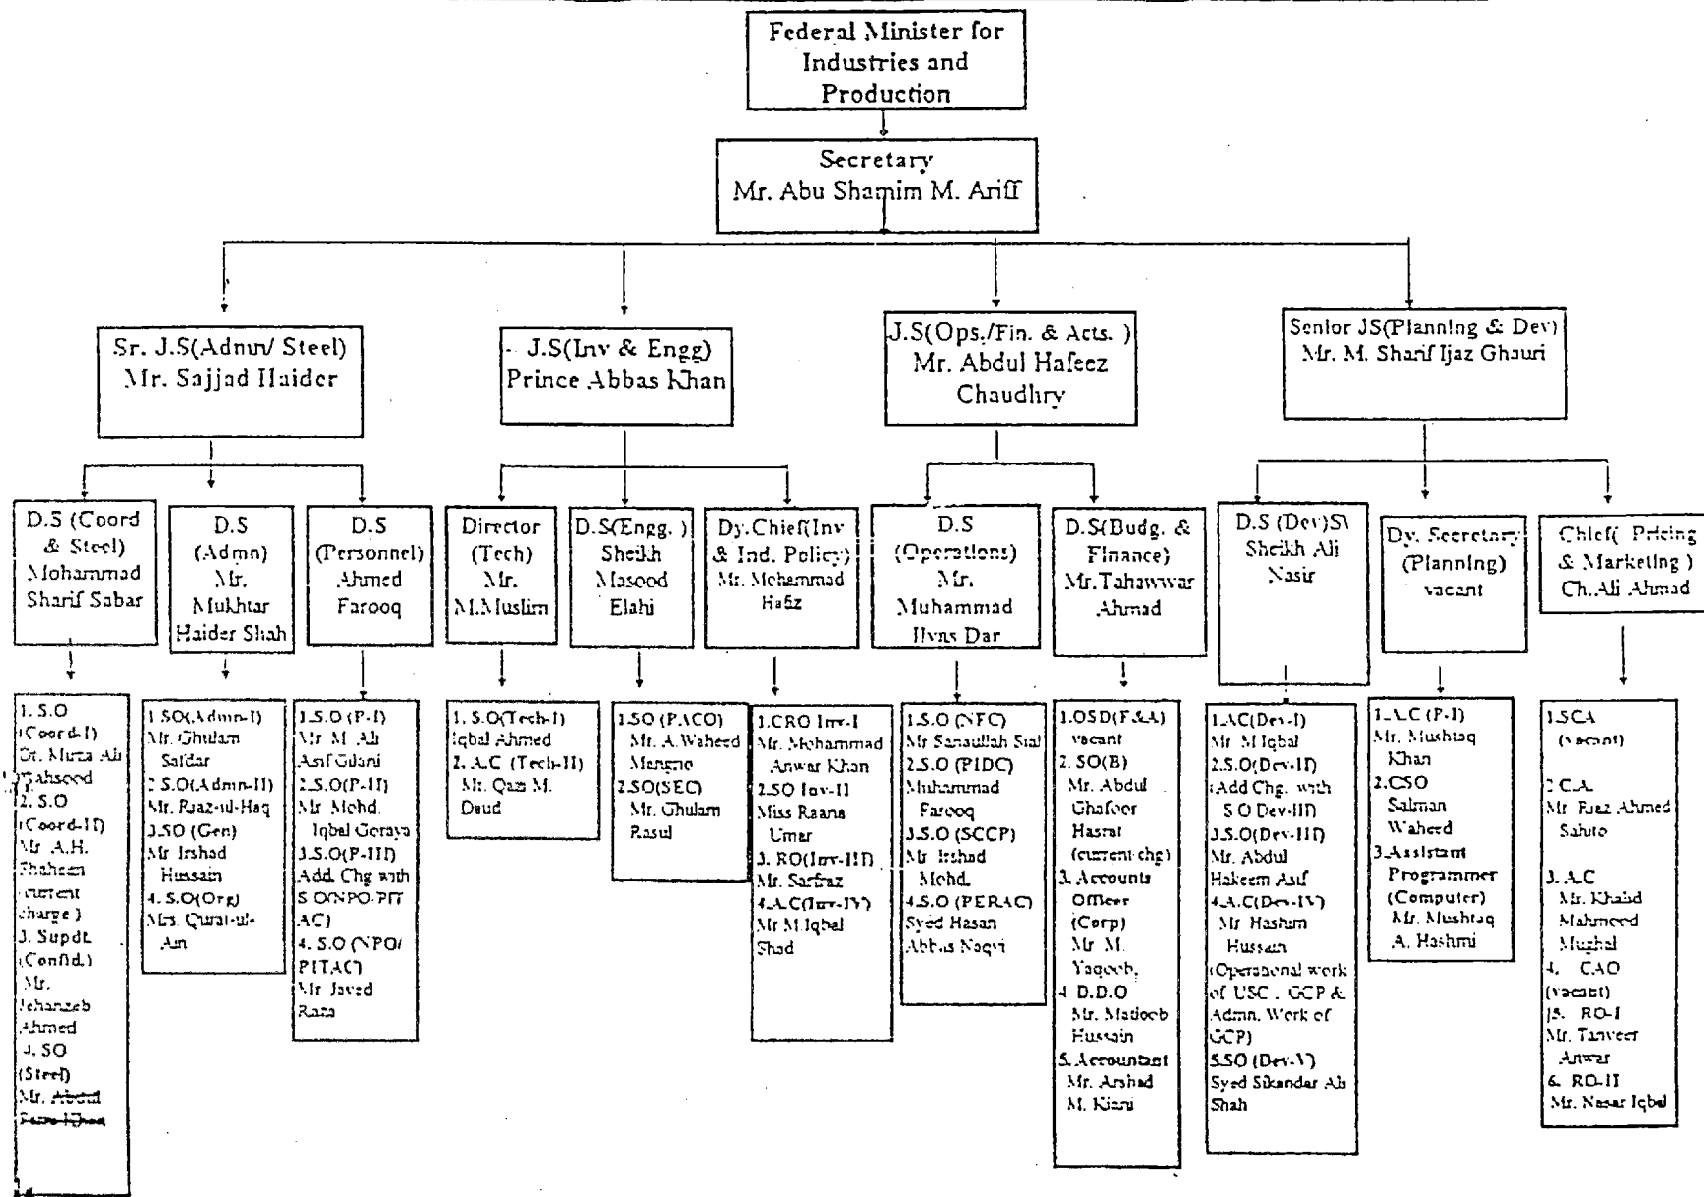 Federal Minister for
Industries and
Production
Secretary
Mr. Abu Shamim M. Ariff
Sr. J.S(Admn/ Steel)
Mr. Sajjad Haider
J.S(Inv & Engg)
Prince Abbas Khan
J.S(Ops./Fin. & Acts. )
Mr. Abdul Hafeez
Chaudhry
Senior JS(Planning & Dev)
Mr. M. Sharif Ijaz Ghauri
D.S (Coord
& Steel)
Mohammad
Sharif Sabar
D.S
(Admn)
Mr.
Mukhtar
Haider Shah
D.S
(Personnel)
Ahmed
Farooq
Director
(Tech)
Mr.
M.Muslim
D.S(Engg. )
Sheikh
Masood
Elahi
Dy.Chief(Inv
& Ind. Policy)
Mr. Mohammad
Hafiz
D.S
(Operations)
Mr.
Muhammad
Ilyas Dar
D.S(Budg. &
Finance)
Mr.Tahawwar
Ahmad
D.S (Dev)
Sheikh Ali
Nasir
Dy. Secretary
(Planning)
vacant
Chief( Pricing
& Marketing )
Ch.Ali Ahmad
1. S.O
(Coord-I)
Mirza Ali
2. S.O
(Coord-II)
Mr A.H.
Shaheen
(current
charge )
3. Supdt.
(Confid.)
Mr.
Jehanzeb
Ahmed
4. SO
(Steel)
Mr. Abdul
Khan
1 SO(Admn-I)
Mr. Ghulam
Safdar
2 S.O(Admn-II)
Mr. Riaz-ul-Haq
3.SO (Gen)
Mr Irshad
Hussain
4. S.O(Org)
Mrs. Qurat-ul-
Ain
1.S.O (P-I)
Mr M. Ali
Asif Gilani
2.S.O(P-II)
Mr Mohd.
Iqbal Goraya
3.S.O(P-III)
Add. Chg with
S.O(NPO-PIT
AC)
4. S.O (NPO/
PITAC)
Mr Javed
Raza
1. S.O(Tech-I)
Iqbal Ahmed
2. A.C (Tech-II)
Mr. Qazi M.
Daud
1.SO (PACO)
Mr. A.Waheed
Mangno
2.SO(SEC)
Mr. Ghulam
Rasul
1.CRO Inv-I
Mr. Mohammad
Anwar Khan
2.SO Inv-II
Miss Raana
Umar
3. RO(Inv-III)
Mr. Sarfraz
4.A.C(Inv-IV)
Mr M.Iqbal
Shad
1.S.O (NFC)
Mr Sanaullah Sial
2.S.O (PIDC)
Muhammad
Farooq
3.S.O (SCCP)
Mr Irshad
Mohd.
4.S.O (PERAC)
Syed Hasan
Abbas Naqvi
1.OSD(F&A)
vacant
2. SO(B)
Mr. Abdul
Ghafoor
Hasrat
(current chg)
3. Accounts
Officer
(Corp)
Mr M.
Yaqoob,
4 D.D.O
Mr. Matloob
Hussain
5. Accountant
Mr. Arshad
M. Kiani
1.AC(Dev-I)
Mr M Iqbal
2.S.O(Dev-II)
(Add Chg. with
S O Dev-III)
3.S.O(Dev-III)
Mr. Abdul
Hakeem Asif
4.A.C(Dev-IV)
Mr Hashim
Hussain
(Operational work
of USC , GCP &
Admn. Work of
GCP)
5.SO (Dev-V)
Syed Sikandar Ali
Shah
1.A.C (P-I)
Mr. Mushtaq
Khan
2.CSO
Salman
Waheed
3.Assistant
Programmer
(Computer)
Mr. Mushtaq
A. Hashmi
1.SCA
(vacant)
2 C.A.
Mr Riaz Ahmed
Sahito
3. A.C
Mr. Khalid
Mahmood
Mughal
4. CAO
(vacant)
5. RO-I
Mr. Tanveer
Anwar
6. RO-II
Mr. Nasar Iqbal